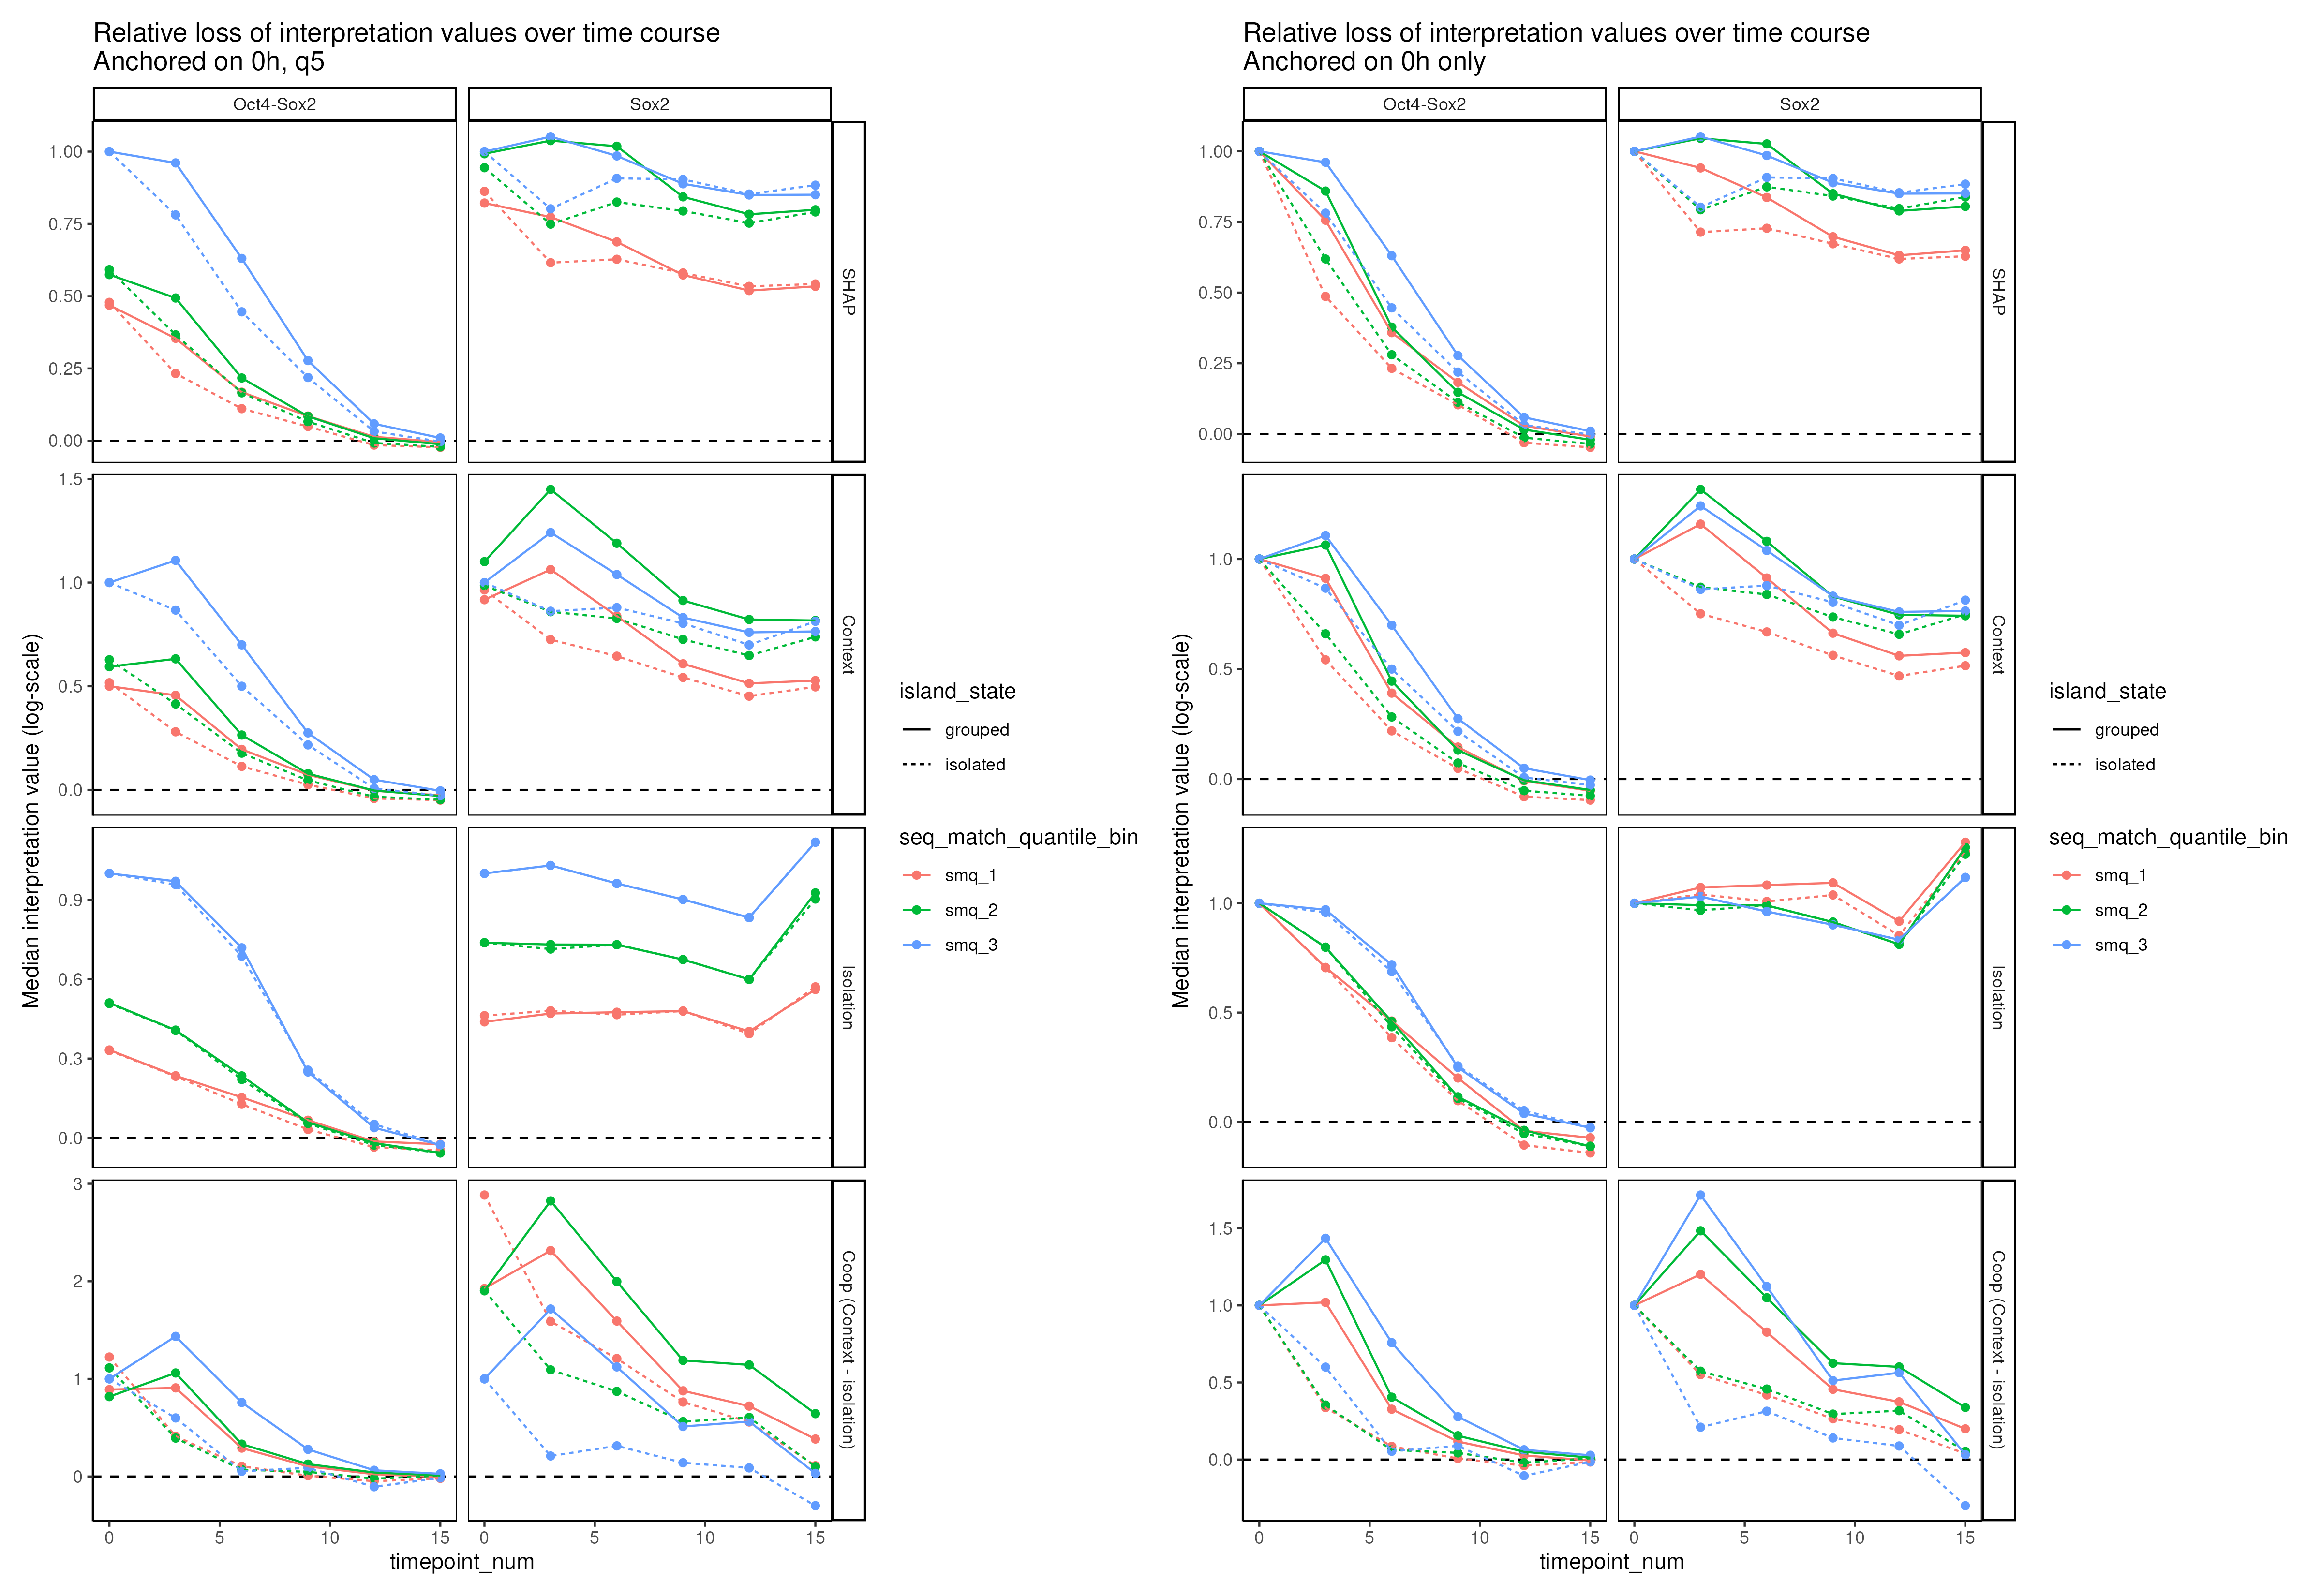 Relative loss of interpretation values over time course
Anchored on 0h, q5
Oct4-Sox2
Sox2
1.00
0.75
0.50
0.25
0.00
SHAP
1.5
1.0
0.5
0.0
Context
0.9
0.6
0.3
0.0
Isolation
3
2
1
0
Coop (Context - isolation)
0
5
10
15
0
5
10
15
timepoint_num
Median interpretation value (log-scale)
island_state
grouped
isolated
seq_match_quantile_bin
smq_1
smq_2
smq_3
Relative loss of interpretation values over time course
Anchored on 0h only
Oct4-Sox2
Sox2
1.00
0.75
0.50
0.25
0.00
SHAP
1.0
0.5
0.0
Context
1.0
0.5
0.0
Isolation
1.5
1.0
0.5
0.0
Coop (Context - isolation)
0
5
10
15
0
5
10
15
timepoint_num
Median interpretation value (log-scale)
island_state
grouped
isolated
seq_match_quantile_bin
smq_1
smq_2
smq_3